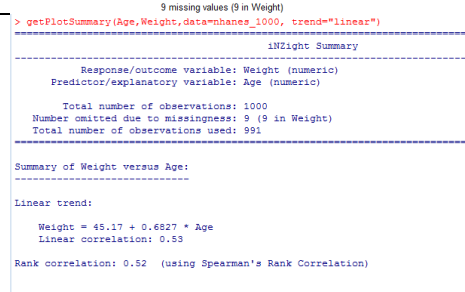 9 missing values (9 in Weight)
> getPlotSummary(Age,Weight,data=nhanes_1000, trend="linear")
================================================================================
iNZight Summary
--------------------------------------------------------------------------------
Response/outcome variable: Weight (numeric)
Predictor/explanatory variable: Age (numeric)
Total number of observations: 1000
Number omitted due to missingness: 9 (9 in Weight)
Total number of observations used: 991
================================================================================
Summary of Weight versus Age:
-----------------------------
Linear trend:
Weight = 45.17 + 0.6827 * Age
Linear correlation: 0.53
Rank correlation: 0.52 (using Spearman's Rank Correlation)